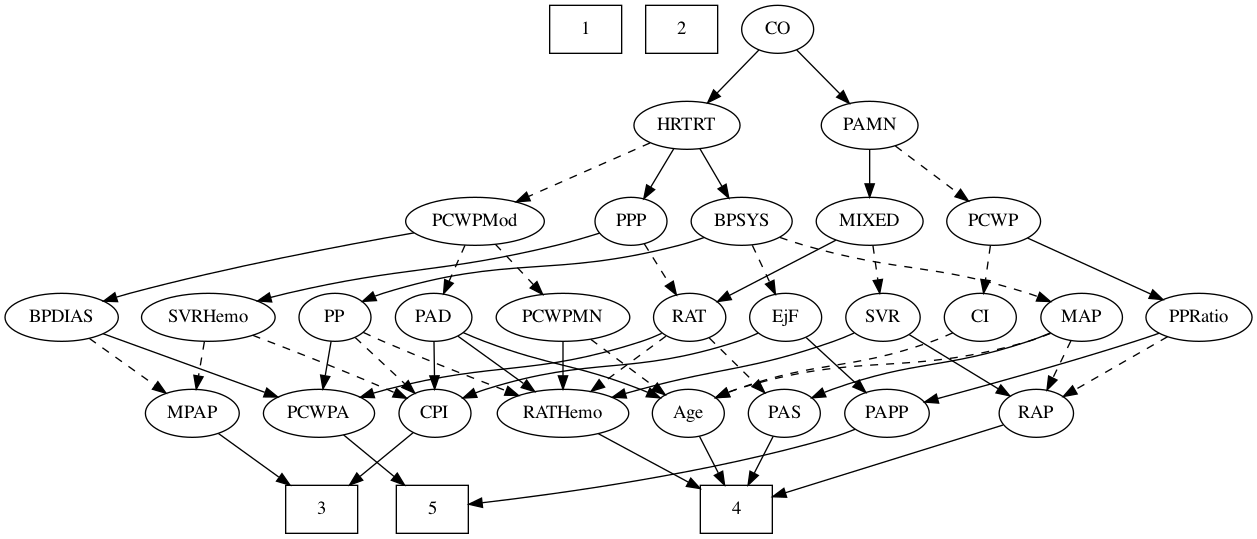 1 2 CO
HRTRT PAMN
PCWPMod PPP BPSYS MIXED PCWP
BPDIAS SVRHemo PP PAD PCWPMN RAT EjF SVR CI MAP PPRatio
MPAP PCWPA CPI RATHemo Age PAS PAPP RAP
3 5 4